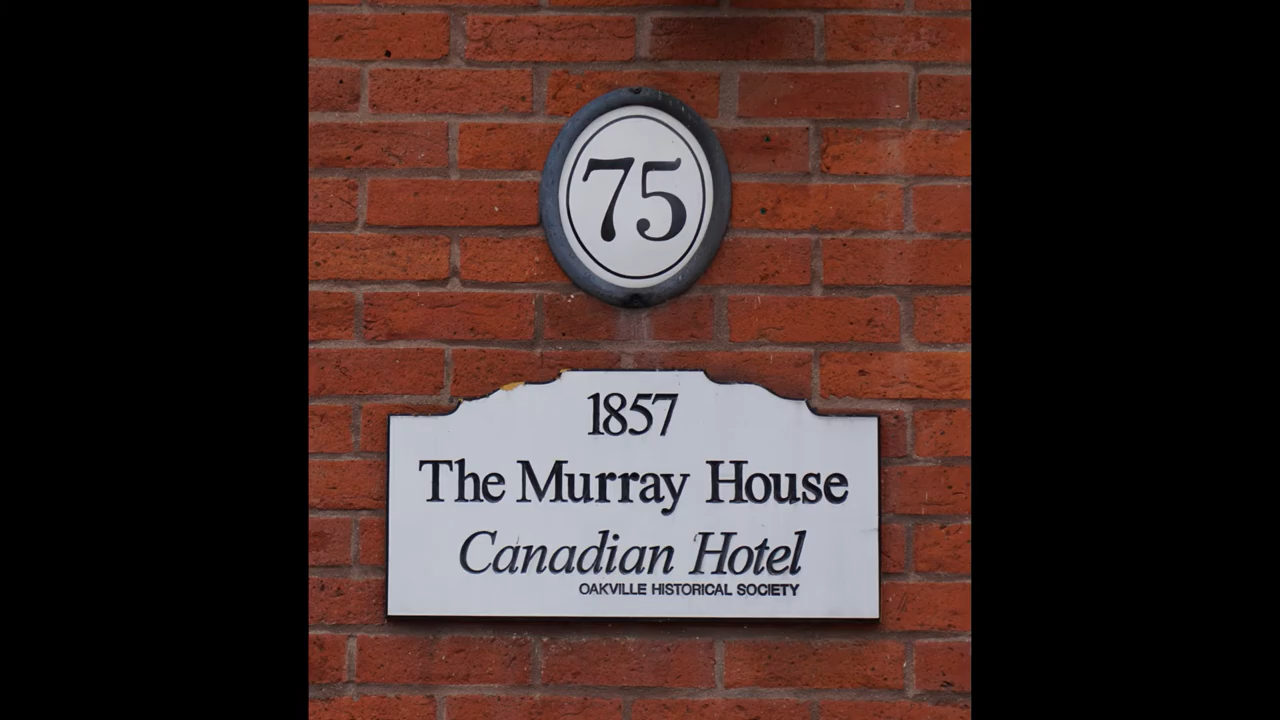 75
1857
The Murray House
Canadian Hotel
OAKVILLE HISTORICAL SOCIETY